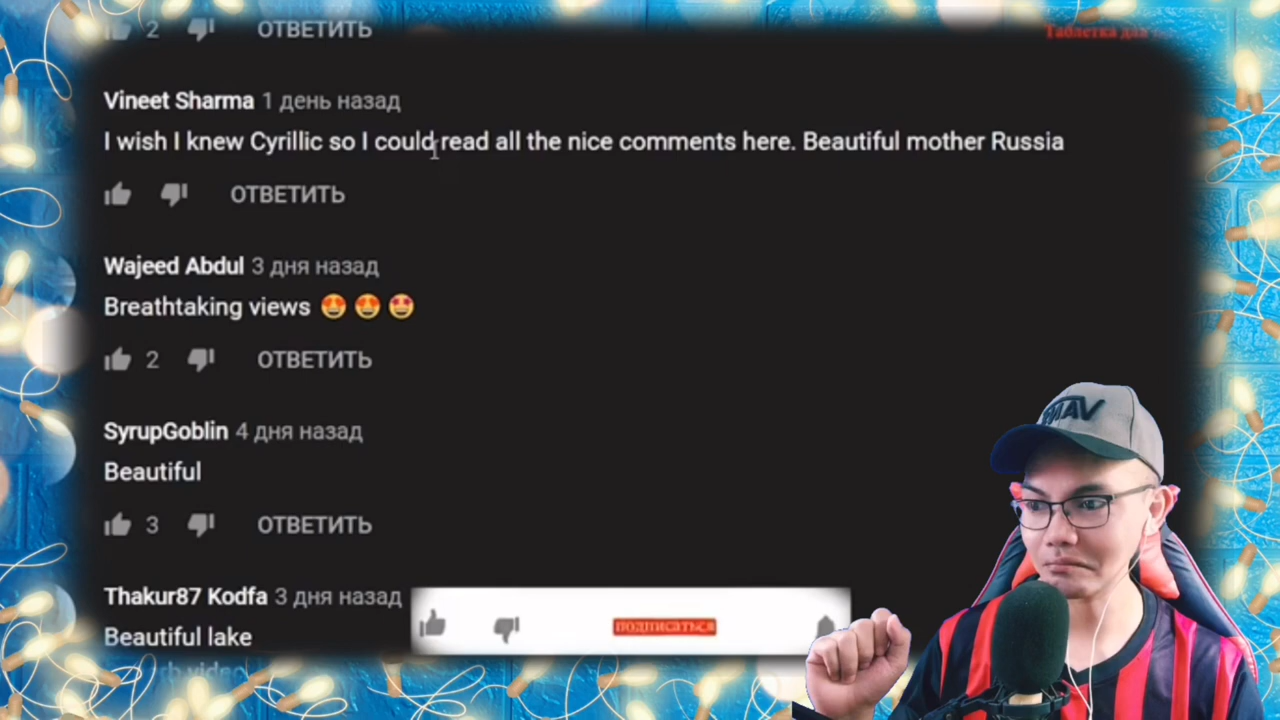 2 ОТВЕТИТЬ
Vineet Sharma 1 день назад
I wish I knew Cyrillic so I could read all the nice comments here. Beautiful mother Russia
ОТВЕТИТЬ
Wajeed Abdul 3 дня назад
Breathtaking views 😍 😍 🤩
2 ОТВЕТИТЬ
SyrupGoblin 4 дня назад
Beautiful
3 ОТВЕТИТЬ
Thakur87 Kodfa 3 дня назад
Beautiful lake
подписаться
Таблетка для